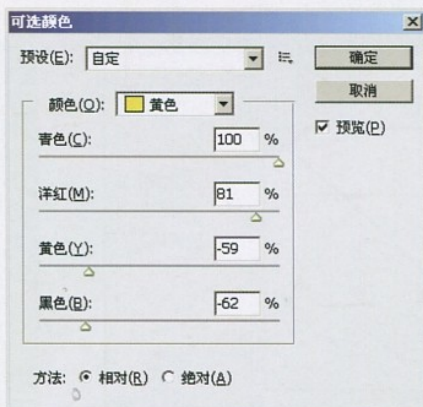 可选颜色
预设(E): 自定
确定
取消
预览(P)
颜色(O): 黄色
青色(C): 100 %
洋红(M): 81 %
黄色(Y): -59 %
黑色(B): -62 %
方法: 相对(R) 绝对(A)